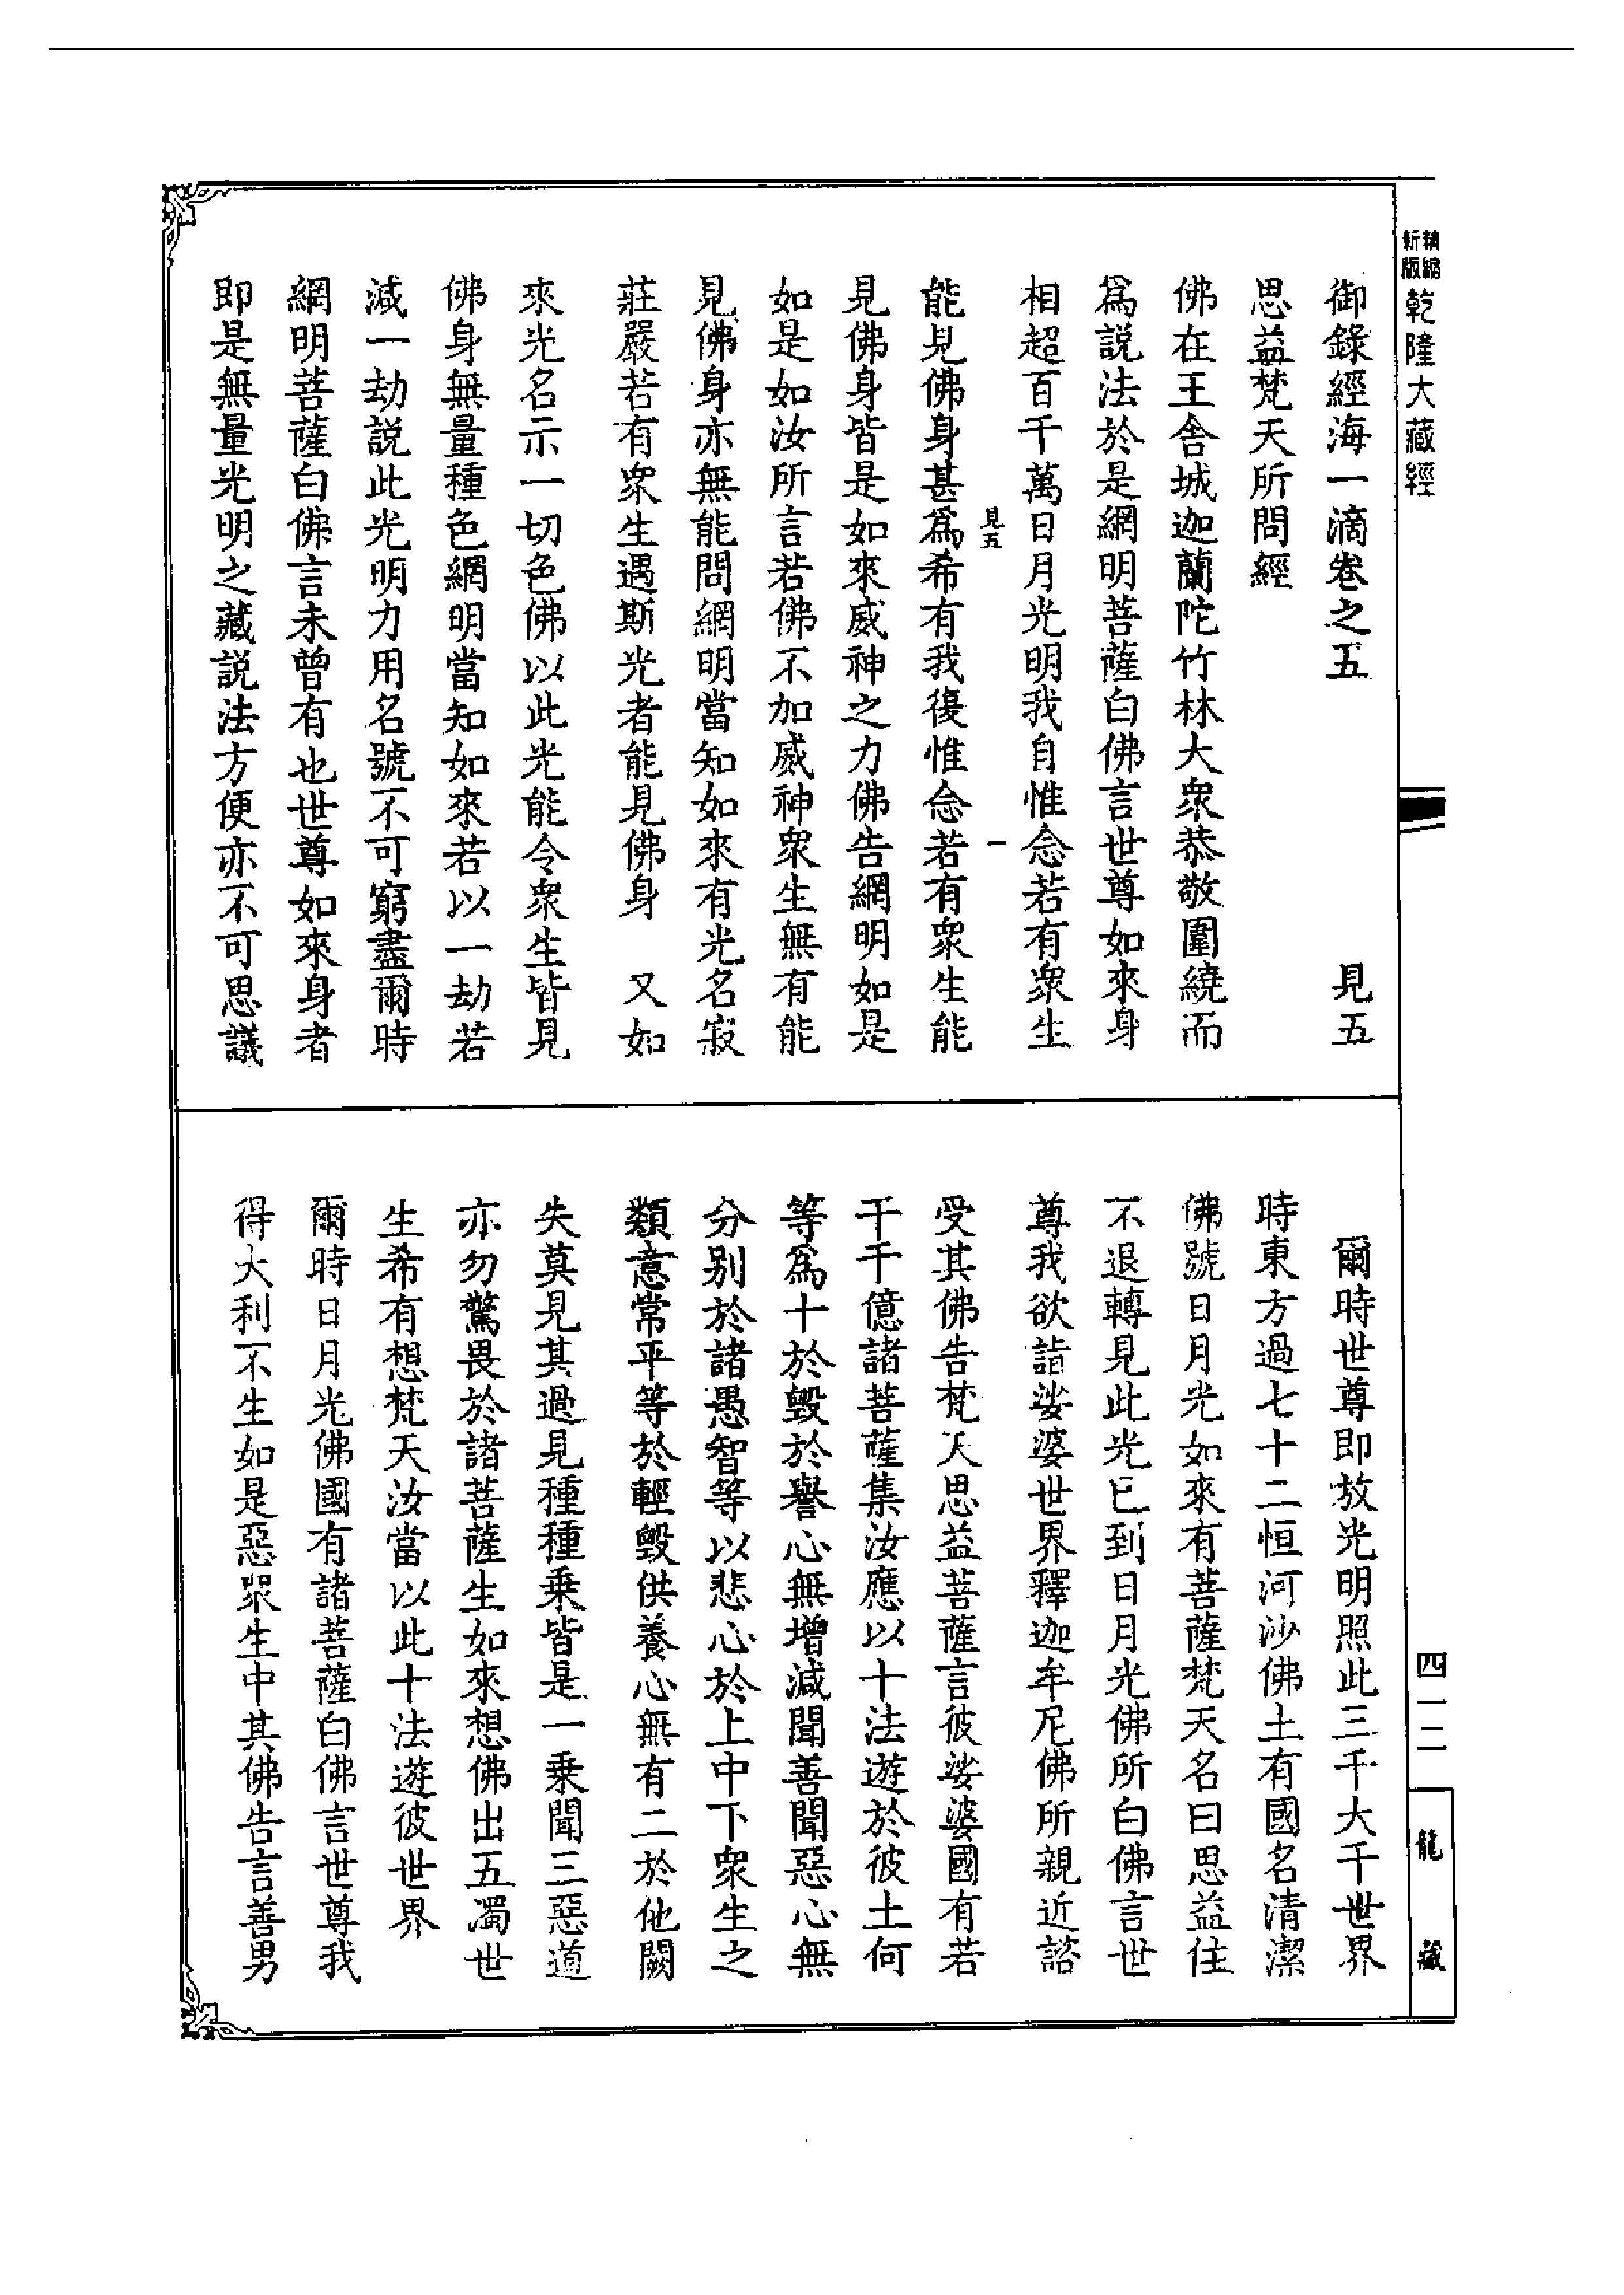 精縮新版乾隆大藏經
御錄經海一滴卷之五 見五
思益梵天所問經
佛在王舍城迦蘭陀竹林大衆恭敬圍繞而
爲說法於是網明菩薩白佛言世尊如來身
相超百千萬日月光明我自惟念若有衆生
見五 一
能見佛身甚爲希有我復惟念若有衆生能
見佛身皆是如來威神之力佛告網明如是
如是如汝所言若佛不加威神衆生無有能
見佛身亦無能問網明當知如來有光名寂
莊嚴若有衆生遇斯光者能見佛身 又如
來光名示一切色佛以此光能令衆生皆見
佛身無量種色網明當知如來若以一劫若
減一劫說此光明力用名號不可窮盡爾時
網明菩薩白佛言未曾有也世尊如來身者
即是無量光明之藏說法方便亦不可思議
爾時世尊即放光明照此三千大千世界
時東方過七十二恒河沙佛土有國名清潔
佛號日月光如來有菩薩梵天名曰思益住
不退轉見此光已到日月光佛所白佛言世
尊我欲詣娑婆世界釋迦牟尼佛所親近諮
受其佛告梵天思益菩薩言彼娑婆國有若
干千億諸菩薩集汝應以十法遊於彼土何
等爲十於毀於譽心無增減聞善聞惡心無
分别於諸愚智等以悲心於上中下衆生之
類意常平等於輕毀供養心無有二於他闕
失莫見其過見種種乘皆是一乘聞三惡道
亦勿驚畏於諸菩薩生如來想佛出五濁世
生希有想梵天汝當以此十法遊彼世界
爾時日月光佛國有諸菩薩白佛言世尊我
得大利不生如是惡衆生中其佛告言善男
四一二
龍藏